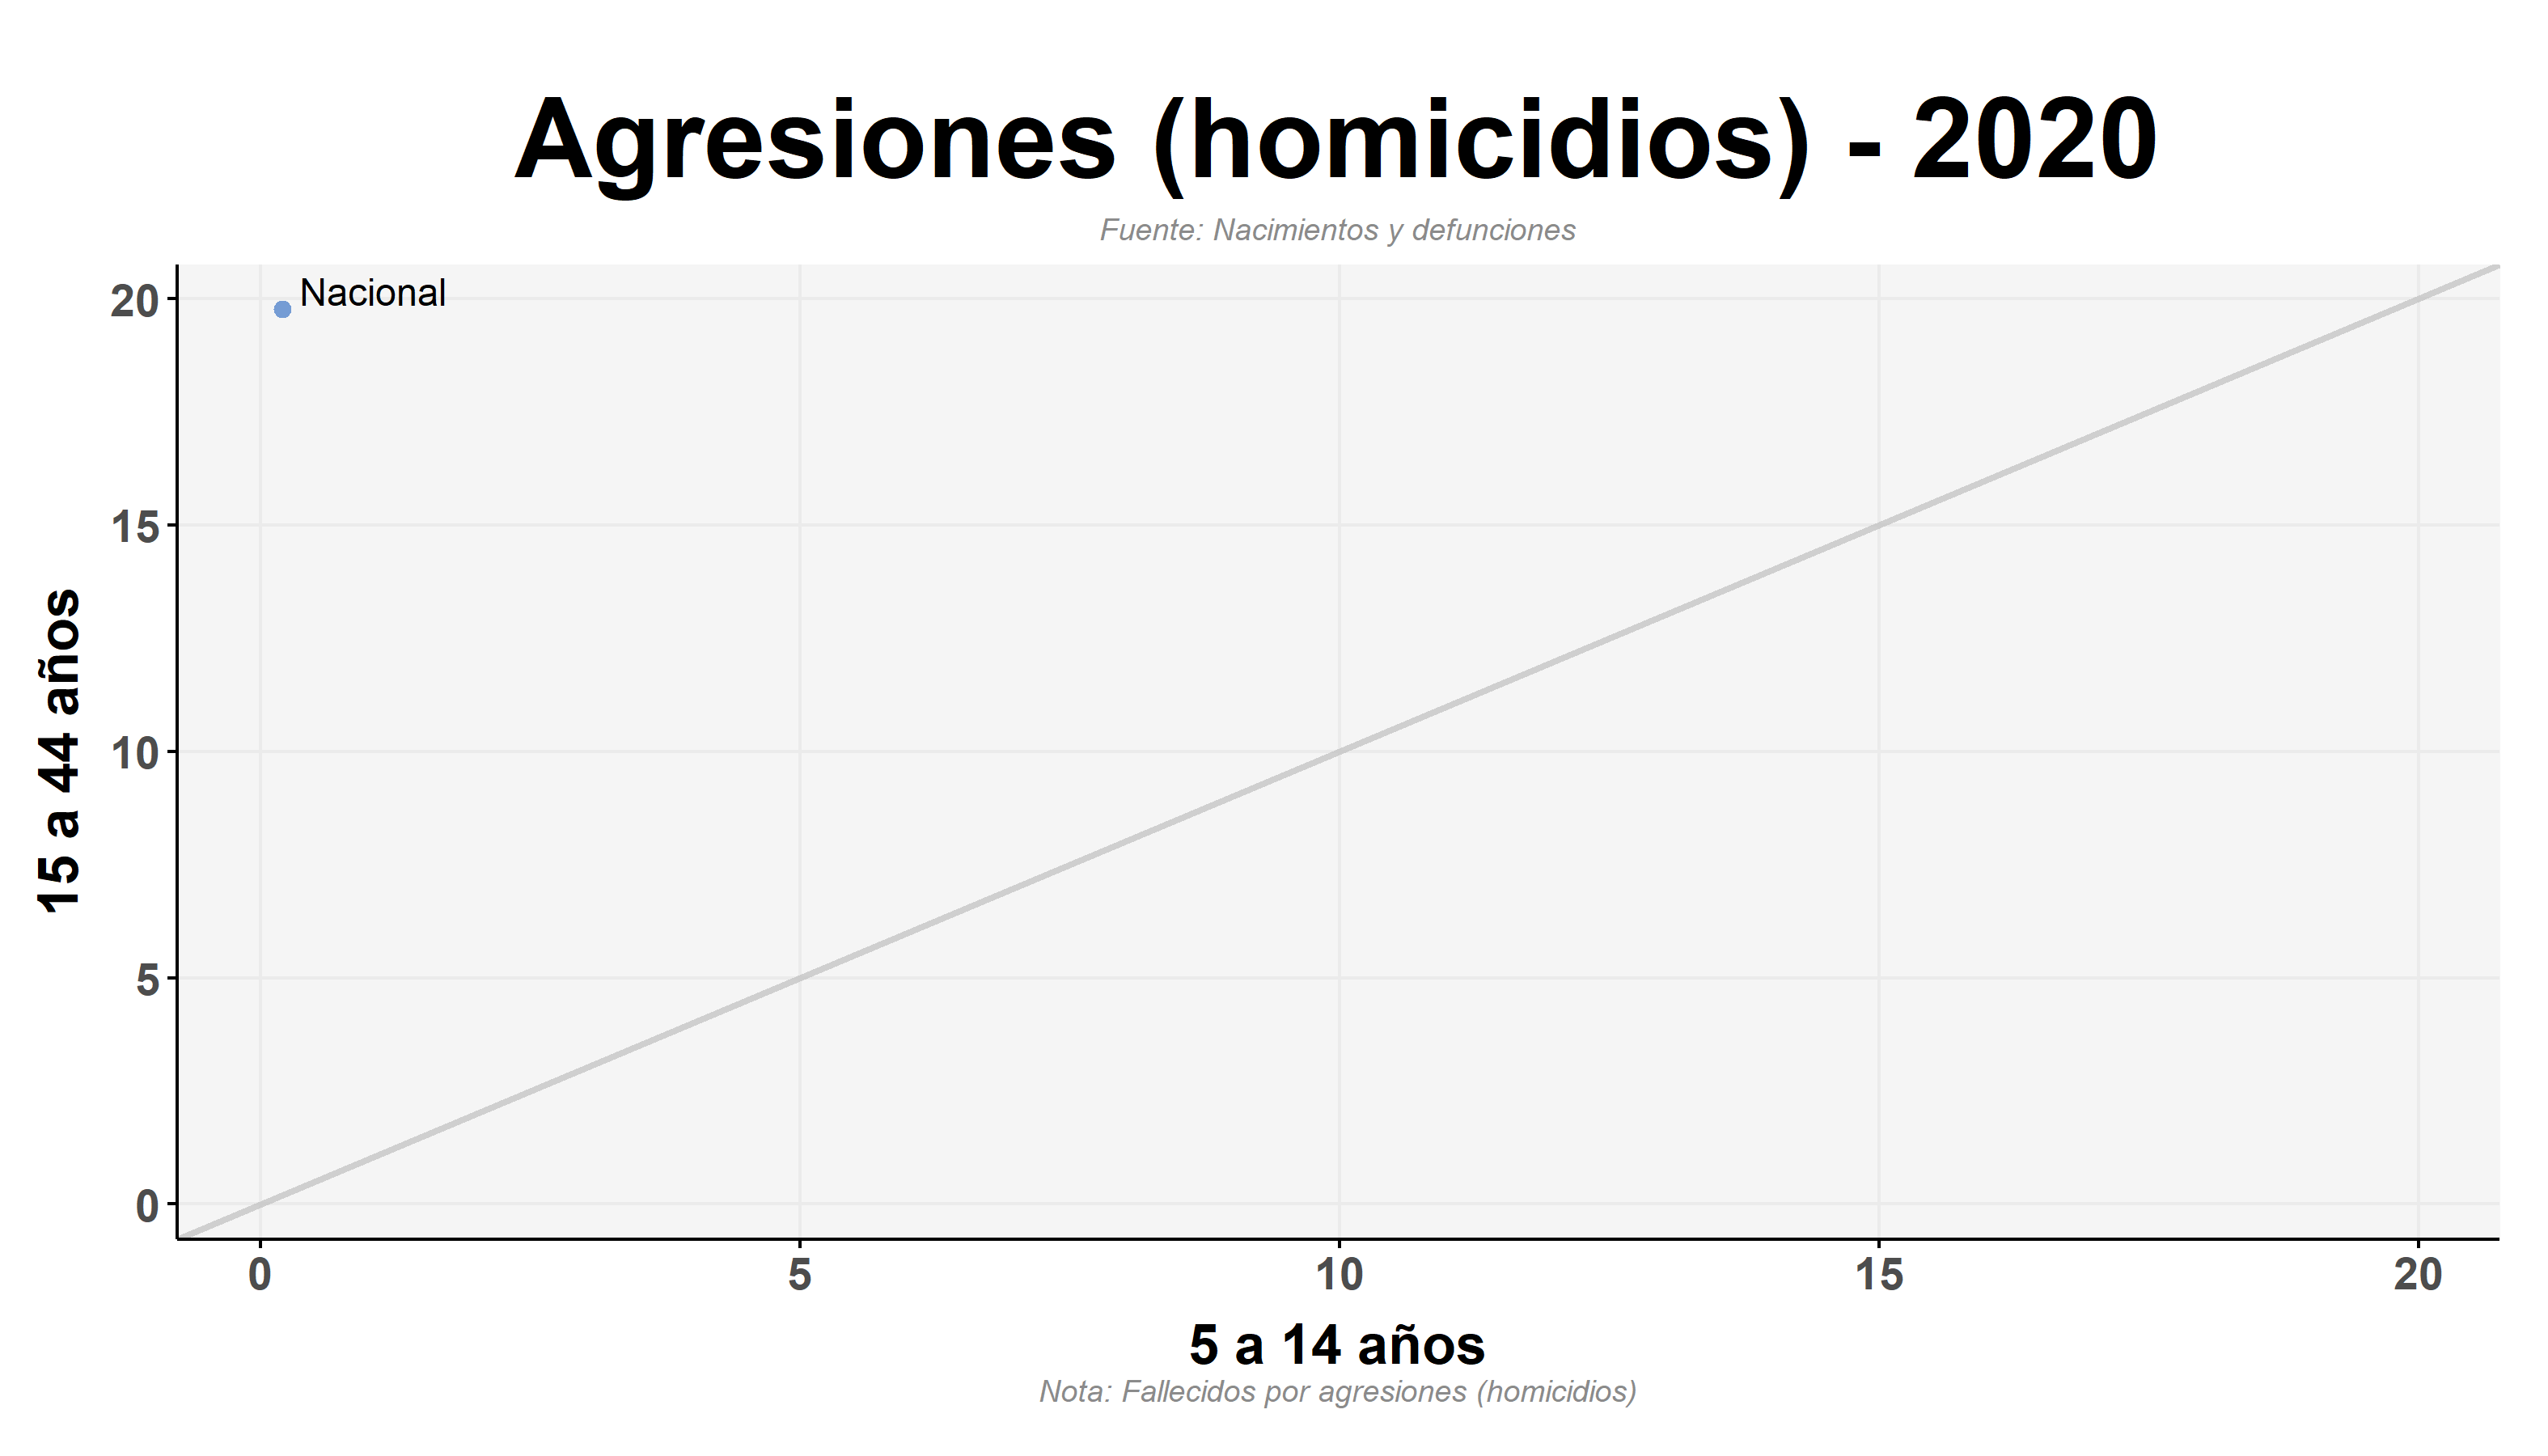 Agresiones (homicidios) - 2020
Fuente: Nacimientos y defunciones
Nacional
20
15
10
5
0
15 a 44 años
0 5 10 15 20
5 a 14 años
Nota: Fallecidos por agresiones (homicidios)